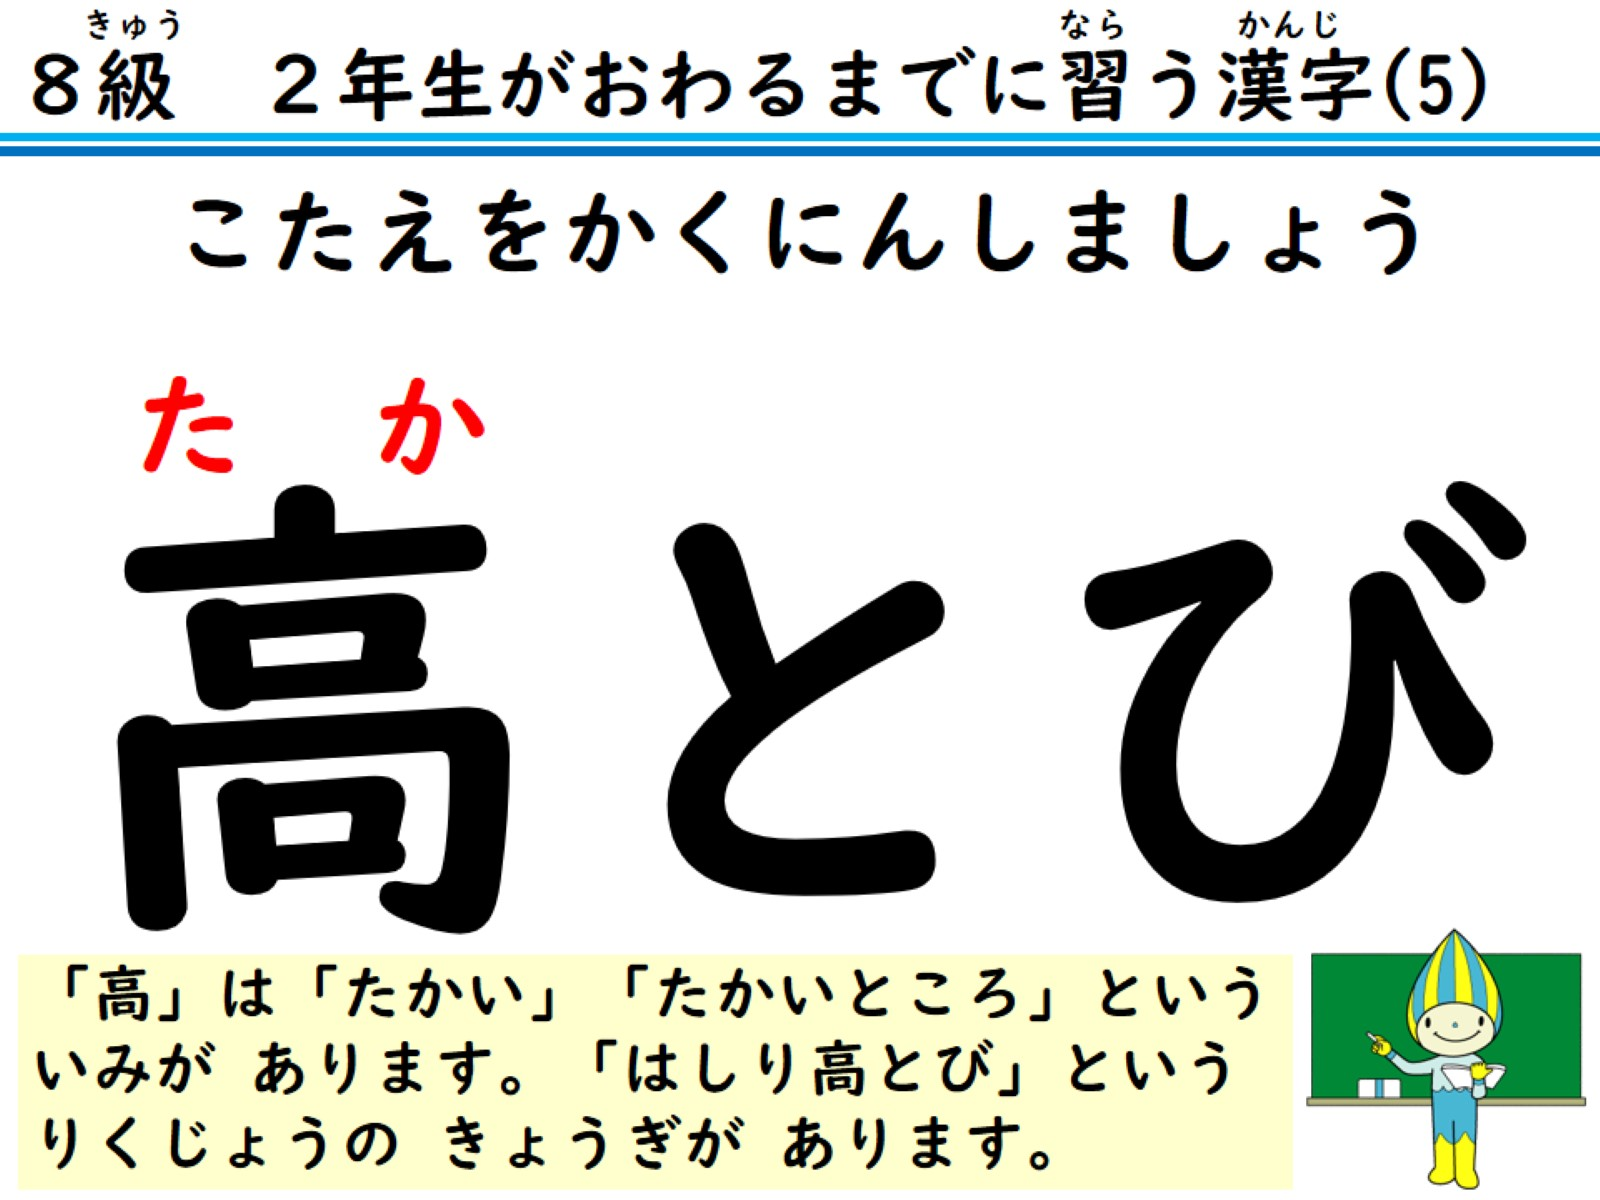 きゅう なら かんじ
８級　２年生がおわるまでに習う漢字(5)
こたえをかくにんしましょう
たか
高とび
「高」は「たかい」「たかいところ」という
いみが あります。「はしり高とび」という
りくじょうの きょうぎが あります。